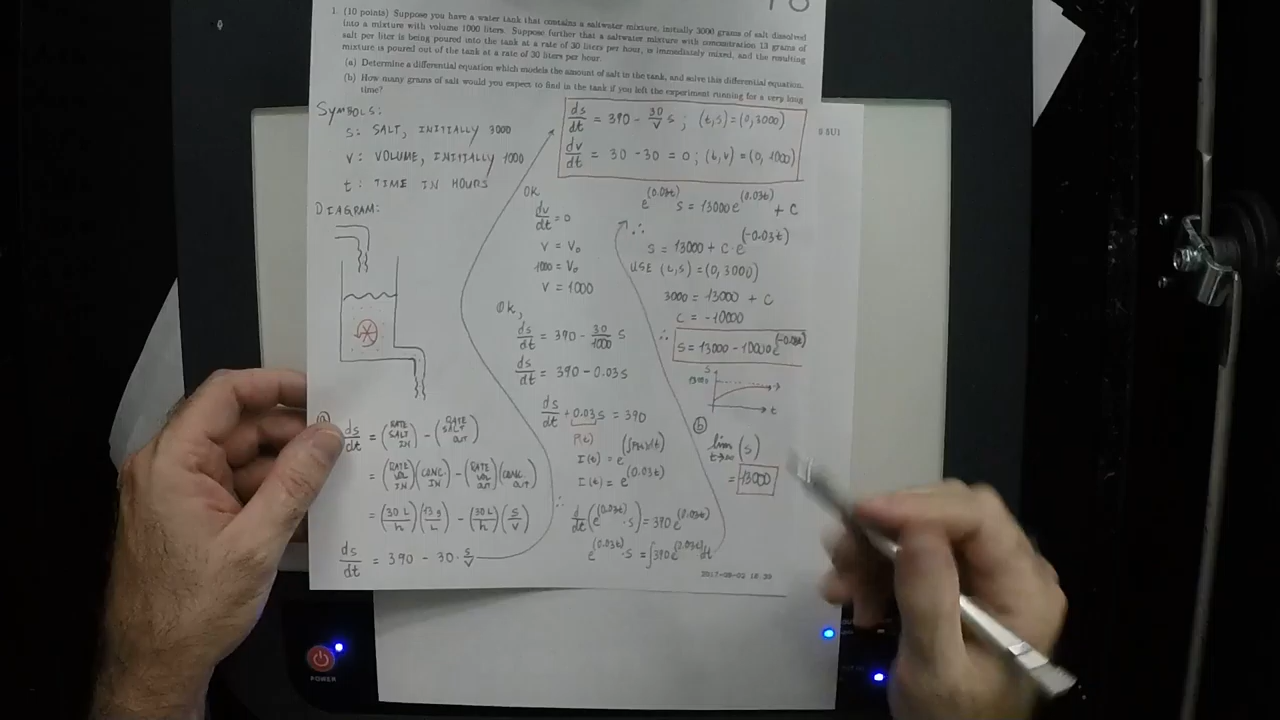 1. (10 points) Suppose you have a water tank that contains a saltwater mixture, initially 3000 grams of salt dissolved
into a mixture with volume 1000 liters. Suppose further that a saltwater mixture with concentration 13 grams of
salt per liter is being poured into the tank at a rate of 30 liters per hour, is immediately mixed, and the resulting
mixture is poured out of the tank at a rate of 30 liters per hour.
(a) Determine a differential equation which models the amount of salt in the tank, and solve this differential equation.
(b) How many grams of salt would you expect to find in the tank if you left the experiment running for a very long
time?
SYMBOLS:
S: SALT, INITIALLY 3000
V: VOLUME, INITIALLY 1000
t: TIME IN HOURS
DIAGRAM:
(a) ds/dt = (RATE SALT IN) - (RATE SALT OUT)
= (RATE VOL IN)(CONC. IN) - (RATE VOL OUT)(CONC. OUT)
= (30 L/h)(13 g/L) - (30 L/h)(S/V)
ds/dt = 390 - 30 · S/V
ds/dt = 390 - 30/V S ; (t,s) = (0,3000)
dv/dt = 30 - 30 = 0 ; (t,v) = (0,1000)
OK
dv/dt = 0
V = V₀
1000 = V₀
V = 1000
OK,
ds/dt = 390 - 30/1000 S
ds/dt = 390 - 0.03S
ds/dt + 0.03S = 390
P(t)
I(t) = e^(∫P(t)dt)
I(t) = e^(0.03t)
∴ d/dt(e^(0.03t) · S) = 390 e^(0.03t)
e^(0.03t) · S = ∫390e^(0.03t) dt
e^(0.03t) S = 13000e^(0.03t) + C
∴
S = 13000 + C · e^(-0.03t)
USE (t,s) = (0,3000)
3000 = 13000 + C
C = -10000
∴ S = 13000 - 10000e^(-0.03t)
S
13000
t
(b)
lim t→∞ (S)
= 13000
2017-08-02 18:39
POWER